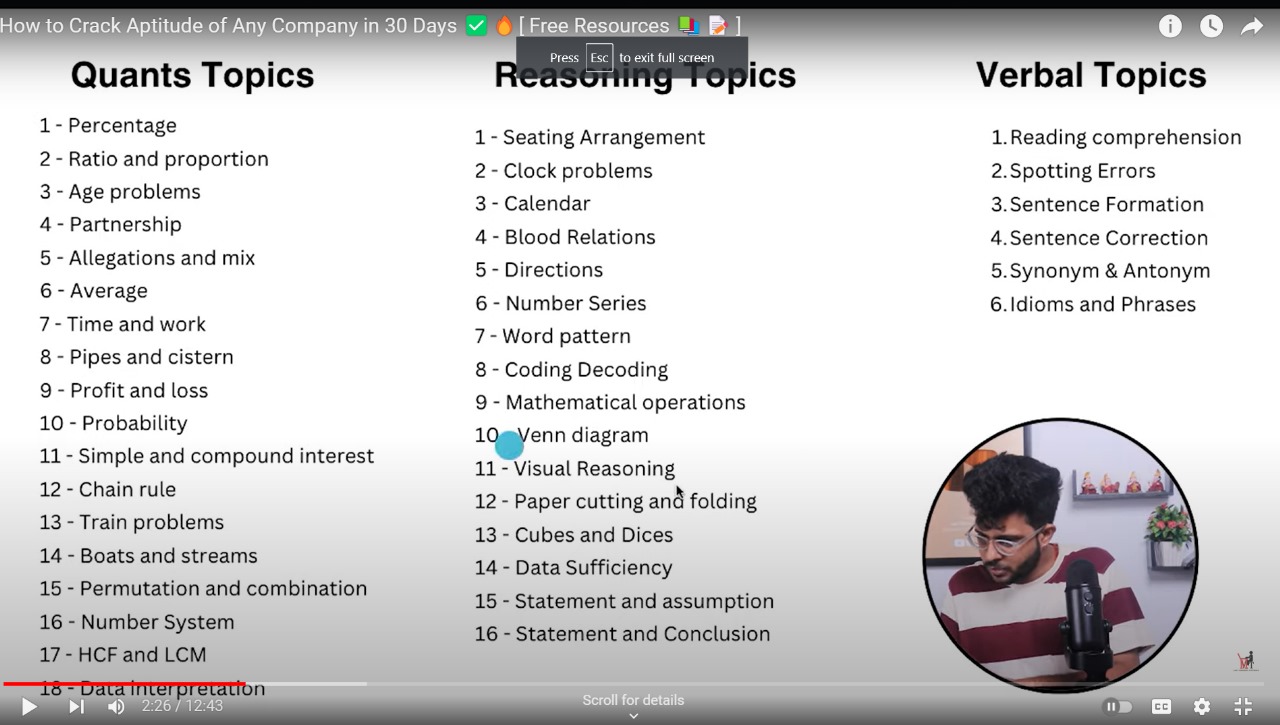 How to Crack Aptitude of Any Company in 30 Days ✅ 🔥 [ Free Resources 📚 📝 ]
Press Esc to exit full screen
Quants Topics
1 - Percentage
2 - Ratio and proportion
3 - Age problems
4 - Partnership
5 - Allegations and mix
6 - Average
7 - Time and work
8 - Pipes and cistern
9 - Profit and loss
10 - Probability
11 - Simple and compound interest
12 - Chain rule
13 - Train problems
14 - Boats and streams
15 - Permutation and combination
16 - Number System
17 - HCF and LCM
18 - Data interpretation
Reasoning Topics
1 - Seating Arrangement
2 - Clock problems
3 - Calendar
4 - Blood Relations
5 - Directions
6 - Number Series
7 - Word pattern
8 - Coding Decoding
9 - Mathematical operations
10 - Venn diagram
11 - Visual Reasoning
12 - Paper cutting and folding
13 - Cubes and Dices
14 - Data Sufficiency
15 - Statement and assumption
16 - Statement and Conclusion
Verbal Topics
1. Reading comprehension
2. Spotting Errors
3. Sentence Formation
4. Sentence Correction
5. Synonym & Antonym
6. Idioms and Phrases
2:26 / 12:43
Scroll for details
CC